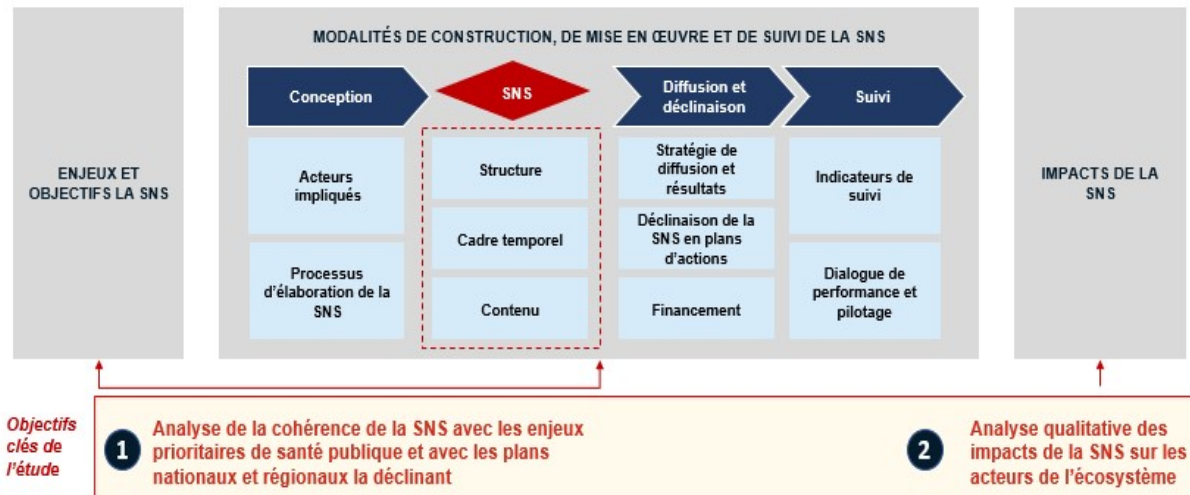 MODALITÉS DE CONSTRUCTION, DE MISE EN ŒUVRE ET DE SUIVI DE LA SNS
ENJEUX ET
OBJECTIFS LA SNS
Conception
SNS
Diffusion et
déclinaison
Suivi
Acteurs
impliqués
Processus
d'élaboration de la
SNS
Structure
Cadre temporel
Contenu
Stratégie de
diffusion et
résultats
Déclinaison de la
SNS en plans
d'actions
Financement
Indicateurs de
suivi
Dialogue de
performance et
pilotage
IMPACTS DE LA
SNS
Objectifs
clés de
l'étude
1
Analyse de la cohérence de la SNS avec les enjeux
prioritaires de santé publique et avec les plans
nationaux et régionaux la déclinant
2
Analyse qualitative des
impacts de la SNS sur les
acteurs de l'écosystème